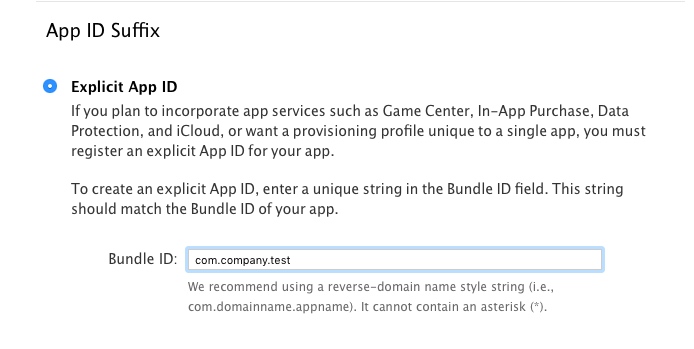 App ID Suffix
Explicit App ID
If you plan to incorporate app services such as Game Center, In-App Purchase, Data
Protection, and iCloud, or want a provisioning profile unique to a single app, you must
register an explicit App ID for your app.
To create an explicit App ID, enter a unique string in the Bundle ID field. This string
should match the Bundle ID of your app.
Bundle ID: com.company.test
We recommend using a reverse-domain name style string (i.e.,
com.domainname.appname). It cannot contain an asterisk (*).